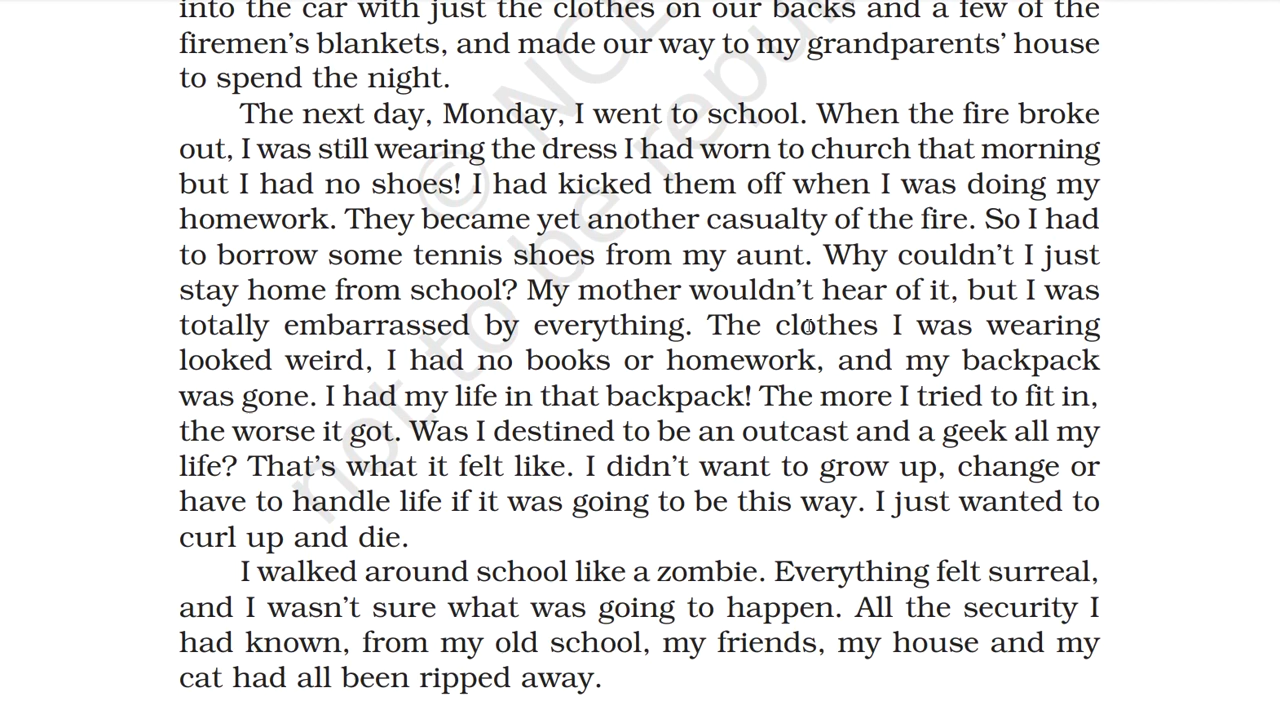 into the car with just the clothes on our backs and a few of the
firemen's blankets, and made our way to my grandparents' house
to spend the night.
The next day, Monday, I went to school. When the fire broke
out, I was still wearing the dress I had worn to church that morning
but I had no shoes! I had kicked them off when I was doing my
homework. They became yet another casualty of the fire. So I had
to borrow some tennis shoes from my aunt. Why couldn't I just
stay home from school? My mother wouldn't hear of it, but I was
totally embarrassed by everything. The clothes I was wearing
looked weird, I had no books or homework, and my backpack
was gone. I had my life in that backpack! The more I tried to fit in,
the worse it got. Was I destined to be an outcast and a geek all my
life? That's what it felt like. I didn't want to grow up, change or
have to handle life if it was going to be this way. I just wanted to
curl up and die.
I walked around school like a zombie. Everything felt surreal,
and I wasn't sure what was going to happen. All the security I
had known, from my old school, my friends, my house and my
cat had all been ripped away.
© NCE
not to be repu